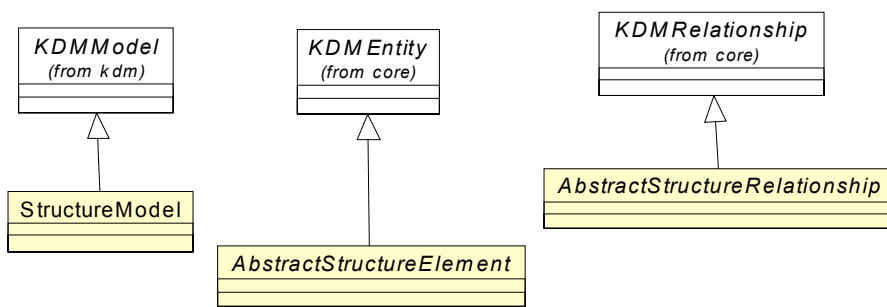 KDMModel
(from kdm)
KDMEntity
(from core)
KDMRelationship
(from core)
StructureModel
AbstractStructureElement
AbstractStructureRelationship